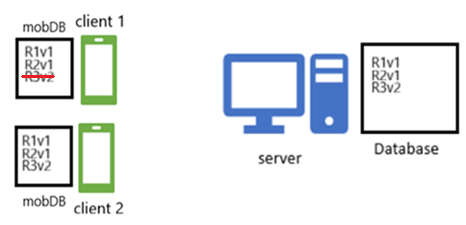 mobDB
client 1
R1v1
R2v1
R3v2
R1v1
R2v1
R3v2
mobDB
client 2
server
R1v1
R2v1
R3v2
Database